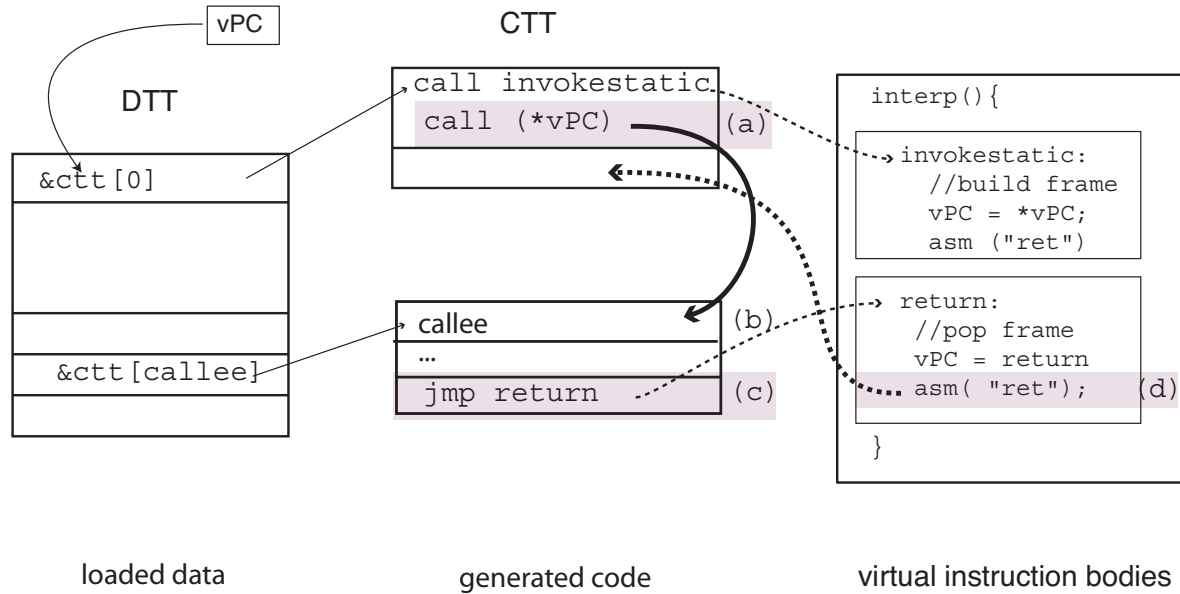 vPC
CTT
DTT
call invokestatic
call (*vPC) (a)
&ctt[0]
&ctt[callee]
callee (b)
...
jmp return (c)
interp(){
invokestatic:
//build frame
vPC = *vPC;
asm ("ret")
return:
//pop frame
vPC = return
asm( "ret"); (d)
}
loaded data
generated code
virtual instruction bodies